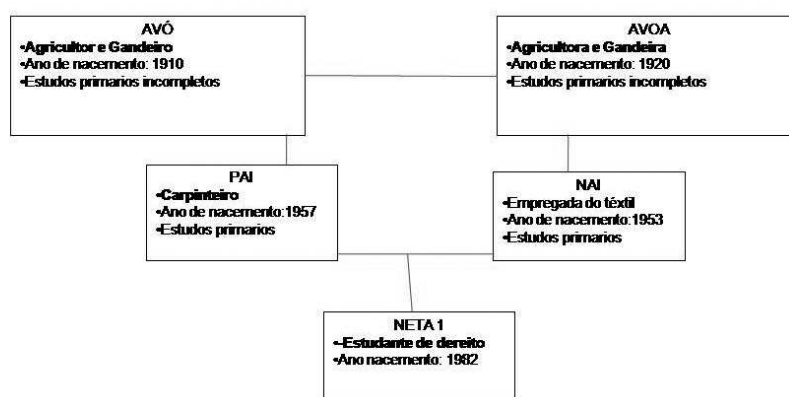 AVÓ
•Agricultor e Gandeiro
•Ano de nacemento: 1910
•Estudos primarios incompletos
AVOA
•Agricultora e Gandeira
•Ano de nacemento: 1920
•Estudos primarios incompletos
PAI
•Carpinteiro
•Ano de nacemento:1957
•Estudos primarios
NAI
•Empregada do téxtil
•Ano de nacemento:1953
•Estudos primarios
NETA 1
•-Estudante de dereito
•Ano nacemento: 1982